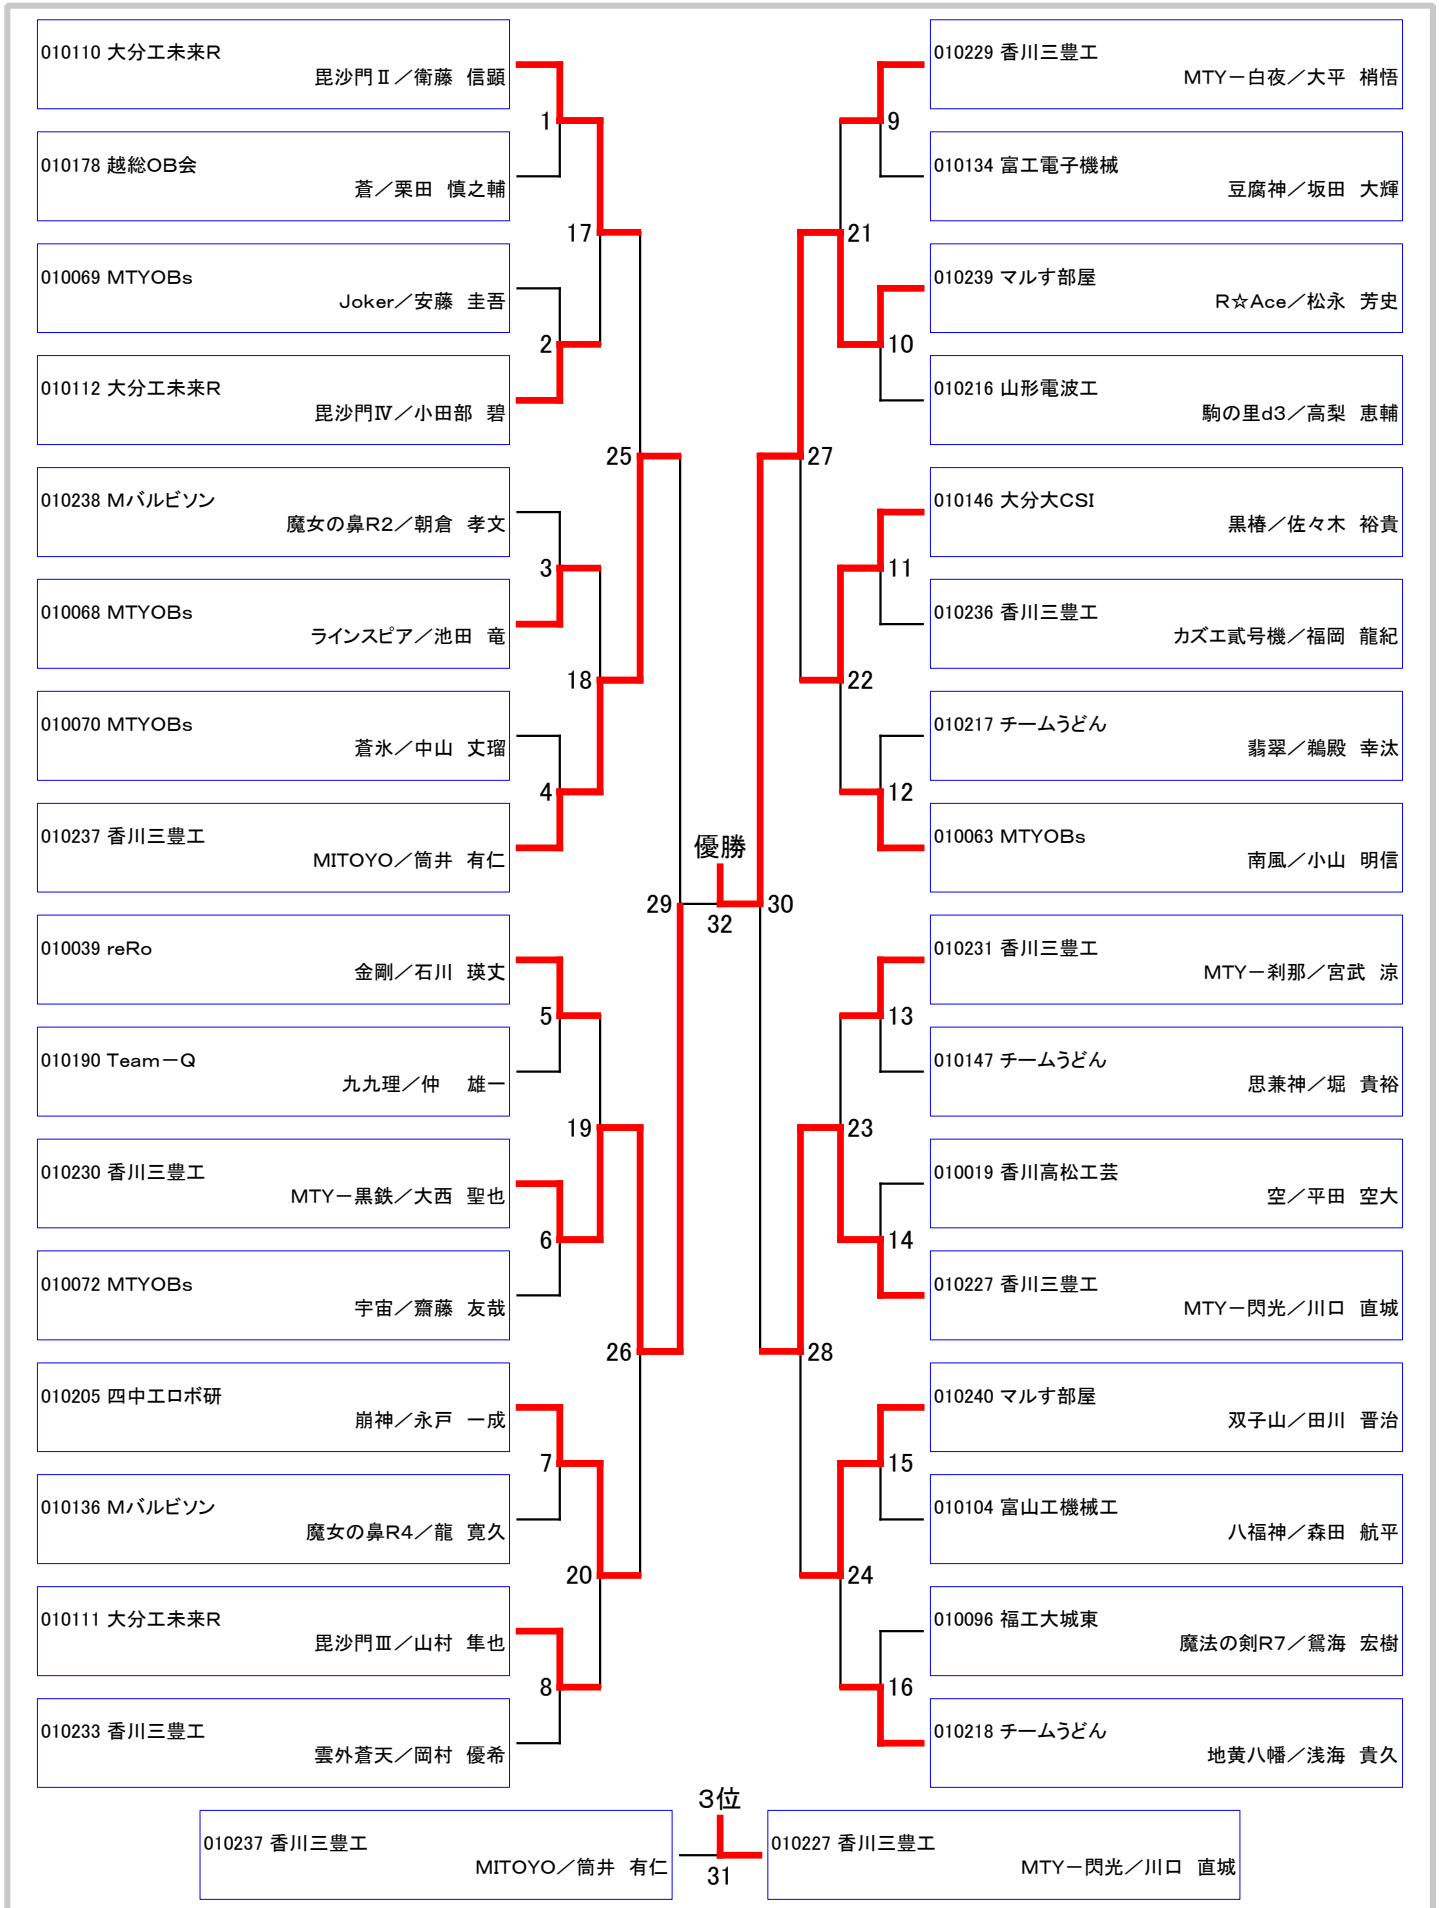 010110 大分工未来R
毘沙門Ⅱ／衛藤 信顕
1
010178 越総OB会
蒼／栗田 慎之輔
17
010069 MTYOBs
Joker／安藤 圭吾
2
010112 大分工未来R
毘沙門Ⅳ／小田部 碧
25
010238 Mバルビソン
魔女の鼻R2／朝倉 孝文
3
010068 MTYOBs
ラインスピア／池田 竜
18
010070 MTYOBs
蒼氷／中山 丈瑠
4
010237 香川三豊工
MITOYO／筒井 有仁
29
010039 reRo
金剛／石川 瑛丈
5
010190 Team－Q
九九理／仲 雄一
19
010230 香川三豊工
MTY－黒鉄／大西 聖也
6
010072 MTYOBs
宇宙／齋藤 友哉
26
010205 四中工ロボ研
崩神／永戸 一成
7
010136 Mバルビソン
魔女の鼻R4／龍 寛久
20
010111 大分工未来R
毘沙門Ⅲ／山村 隼也
8
010233 香川三豊工
雲外蒼天／岡村 優希
優勝
32
010229 香川三豊工
MTY－白夜／大平 梢悟
9
010134 富工電子機械
豆腐神／坂田 大輝
21
010239 マルす部屋
R☆Ace／松永 芳史
10
010216 山形電波工
駒の里d3／高梨 恵輔
27
010146 大分大CSI
黒椿／佐々木 裕貴
11
010236 香川三豊工
カズエ貳号機／福岡 龍紀
22
010217 チームうどん
翡翠／鵜殿 幸汰
12
010063 MTYOBs
南風／小山 明信
30
010231 香川三豊工
MTY－刹那／宮武 涼
13
010147 チームうどん
思兼神／堀 貴裕
23
010019 香川高松工芸
空／平田 空大
14
010227 香川三豊工
MTY－閃光／川口 直城
28
010240 マルす部屋
双子山／田川 晋治
15
010104 富山工機械工
八福神／森田 航平
24
010096 福工大城東
魔法の剣R7／鴛海 宏樹
16
010218 チームうどん
地黄八幡／浅海 貴久
3位
010237 香川三豊工
MITOYO／筒井 有仁
31
010227 香川三豊工
MTY－閃光／川口 直城